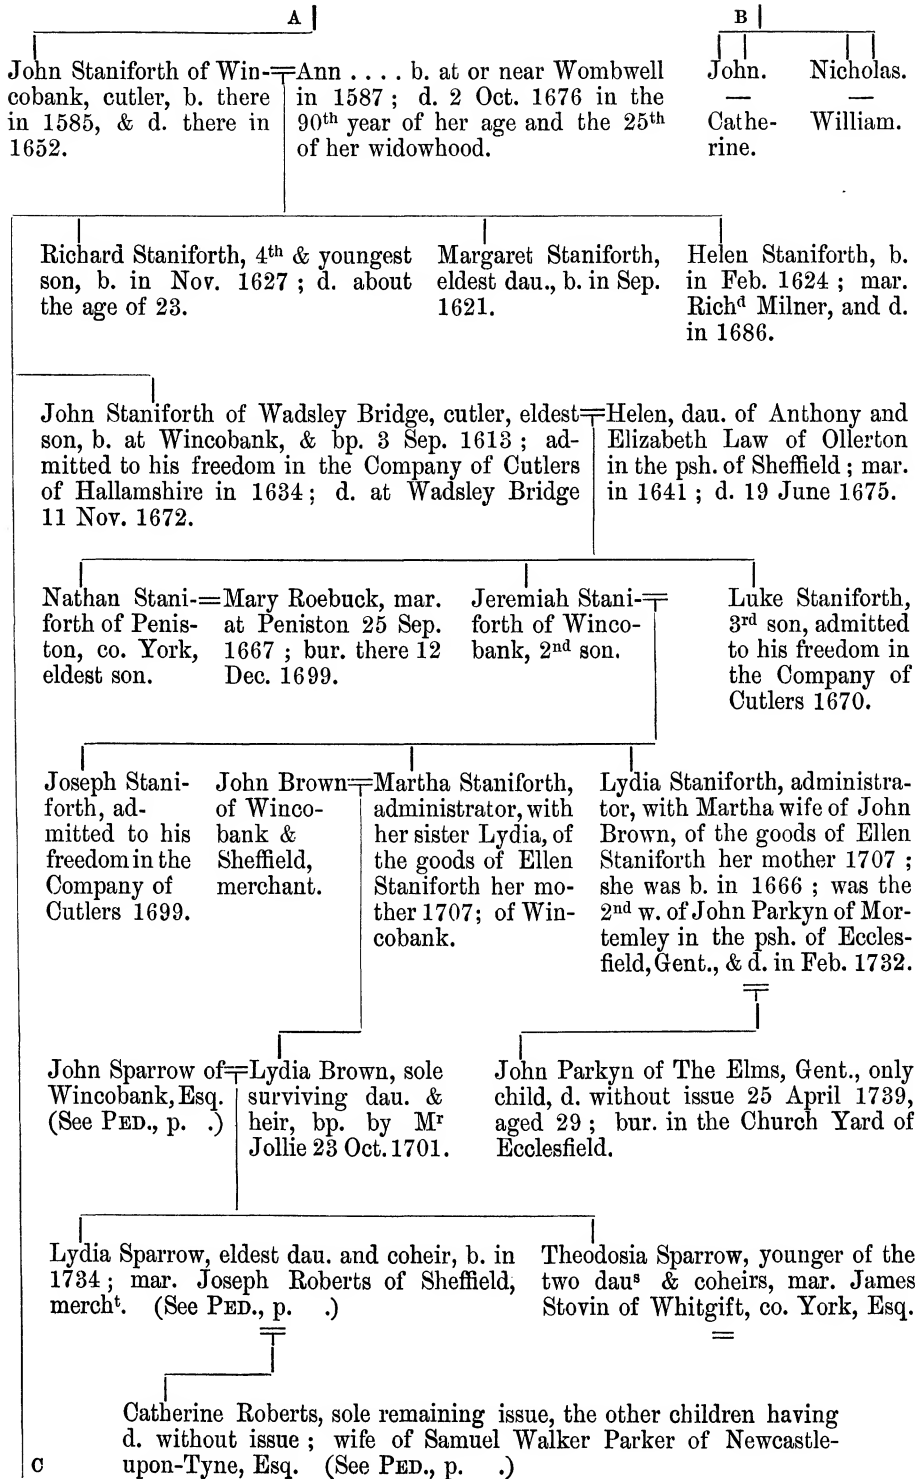 A
B
John Staniforth of Win-
cobank, cutler, b. there
in 1585, & d. there in
1652.
Ann . . . . b. at or near Wombwell
in 1587 ; d. 2 Oct. 1676 in the
90th year of her age and the 25th
of her widowhood.
John.
—
Cathe-
rine.
Nicholas.
—
William.
Richard Staniforth, 4th & youngest
son, b. in Nov. 1627 ; d. about
the age of 23.
Margaret Staniforth,
eldest dau., b. in Sep.
1621.
Helen Staniforth, b.
in Feb. 1624 ; mar.
Richd Milner, and d.
in 1686.
John Staniforth of Wadsley Bridge, cutler, eldest
son, b. at Wincobank, & bp. 3 Sep. 1613 ; ad-
mitted to his freedom in the Company of Cutlers
of Hallamshire in 1634 ; d. at Wadsley Bridge
11 Nov. 1672.
Helen, dau. of Anthony and
Elizabeth Law of Ollerton
in the psh. of Sheffield ; mar.
in 1641 ; d. 19 June 1675.
Nathan Stani-
forth of Penis-
ton, co. York,
eldest son.
Mary Roebuck, mar.
at Peniston 25 Sep.
1667 ; bur. there 12
Dec. 1699.
Jeremiah Stani-
forth of Winco-
bank, 2nd son.
Luke Staniforth,
3rd son, admitted
to his freedom in
the Company of
Cutlers 1670.
Joseph Stani-
forth, ad-
mitted to his
freedom in the
Company of
Cutlers 1699.
John Brown
of Winco-
bank &
Sheffield,
merchant.
Martha Staniforth,
administrator, with
her sister Lydia, of
the goods of Ellen
Staniforth her mo-
ther 1707; of Win-
cobank.
Lydia Staniforth, administra-
tor, with Martha wife of John
Brown, of the goods of Ellen
Staniforth her mother 1707 ;
she was b. in 1666 ; was the
2nd w. of John Parkyn of Mor-
temley in the psh. of Eccles-
field, Gent., & d. in Feb. 1732.
John Sparrow of
Wincobank, Esq.
(See PED., p. .)
Lydia Brown, sole
surviving dau. &
heir, bp. by Mr
Jollie 23 Oct. 1701.
John Parkyn of The Elms, Gent., only
child, d. without issue 25 April 1739,
aged 29 ; bur. in the Church Yard of
Ecclesfield.
Lydia Sparrow, eldest dau. and coheir, b. in
1734 ; mar. Joseph Roberts of Sheffield,
mercht. (See PED., p. .)
Theodosia Sparrow, younger of the
two daus & coheirs, mar. James
Stovin of Whitgift, co. York, Esq.
Catherine Roberts, sole remaining issue, the other children having
d. without issue ; wife of Samuel Walker Parker of Newcastle-
upon-Tyne, Esq. (See PED., p. .)
C